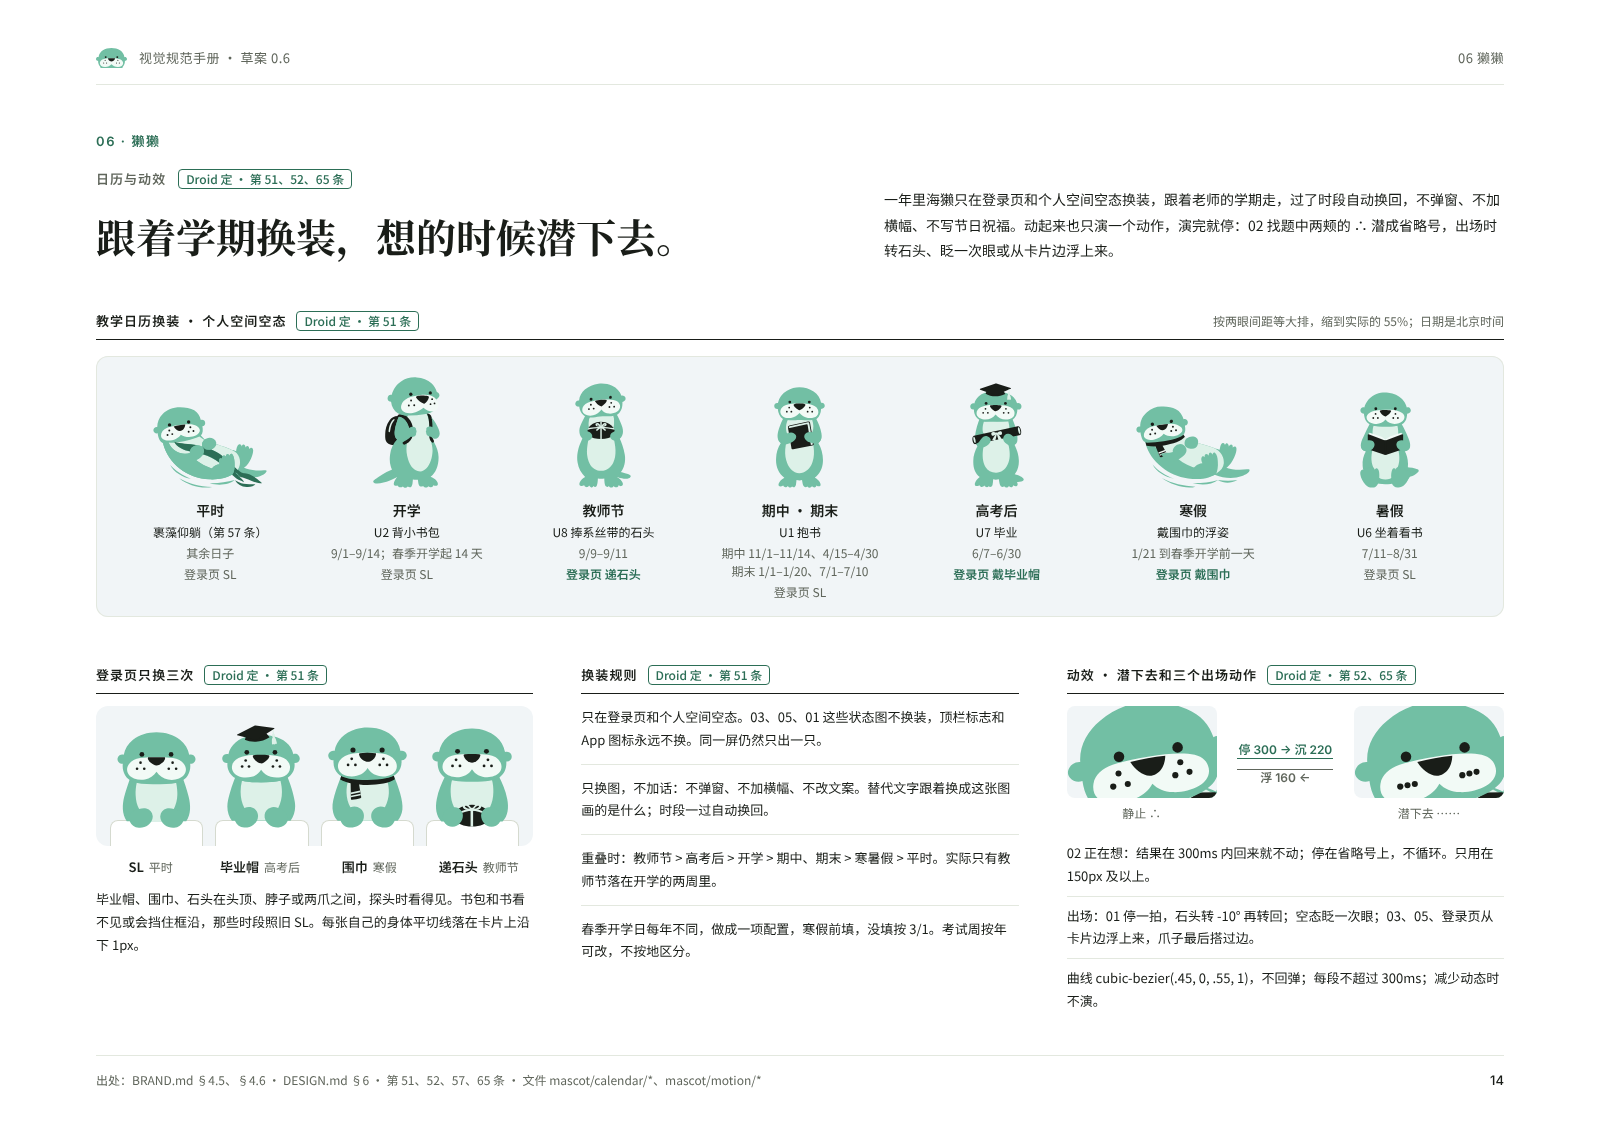 视觉规范手册 · 草案 0.6
06 獭獭
06 · 獭獭
日历与动效 Droid 定 · 第 51、52、65 条
跟着学期换装，想的时候潜下去。
一年里海獭只在登录页和个人空间空态换装，跟着老师的学期走，过了时段自动换回，不弹窗、不加
横幅、不写节日祝福。动起来也只演一个动作，演完就停：02 找题中两颊的 ∴ 潜成省略号，出场时
转石头、眨一次眼或从卡片边浮上来。
教学日历换装 · 个人空间空态 Droid 定 · 第 51 条
按两眼间距等大排，缩到实际的 55%；日期是北京时间
平时
裹藻仰躺（第 57 条）
其余日子
登录页 SL
开学
U2 背小书包
9/1–9/14；春季开学起 14 天
登录页 SL
教师节
U8 捧系丝带的石头
9/9–9/11
登录页 递石头
期中 · 期末
U1 抱书
期中 11/1–11/14、4/15–4/30
期末 1/1–1/20、7/1–7/10
登录页 SL
高考后
U7 毕业
6/7–6/30
登录页 戴毕业帽
寒假
戴围巾的浮姿
1/21 到春季开学前一天
登录页 戴围巾
暑假
U6 坐着看书
7/11–8/31
登录页 SL
登录页只换三次 Droid 定 · 第 51 条
SL 平时
毕业帽 高考后
围巾 寒假
递石头 教师节
毕业帽、围巾、石头在头顶、脖子或两爪之间，探头时看得见。书包和书看
不见或会挡住框沿，那些时段照旧 SL。每张自己的身体平切线落在卡片上沿
下 1px。
换装规则 Droid 定 · 第 51 条
只在登录页和个人空间空态。03、05、01 这些状态图不换装，顶栏标志和
App 图标永远不换。同一屏仍然只出一只。
只换图，不加话：不弹窗、不加横幅、不改文案。替代文字跟着换成这张图
画的是什么；时段一过自动换回。
重叠时：教师节 > 高考后 > 开学 > 期中、期末 > 寒暑假 > 平时。实际只有教
师节落在开学的两周里。
春季开学日每年不同，做成一项配置，寒假前填，没填按 3/1。考试周按年
可改，不按地区分。
动效 · 潜下去和三个出场动作 Droid 定 · 第 52、65 条
停 300 → 沉 220
浮 160 ←
静止 ∴
潜下去 ……
02 正在想：结果在 300ms 内回来就不动；停在省略号上，不循环。只用在
150px 及以上。
出场：01 停一拍，石头转 -10° 再转回；空态眨一次眼；03、05、登录页从
卡片边浮上来，爪子最后搭过边。
曲线 cubic-bezier(.45, 0, .55, 1)，不回弹；每段不超过 300ms；减少动态时
不演。
出处：BRAND.md §4.5、§4.6 · DESIGN.md §6 · 第 51、52、57、65 条 · 文件 mascot/calendar/*、mascot/motion/*
14